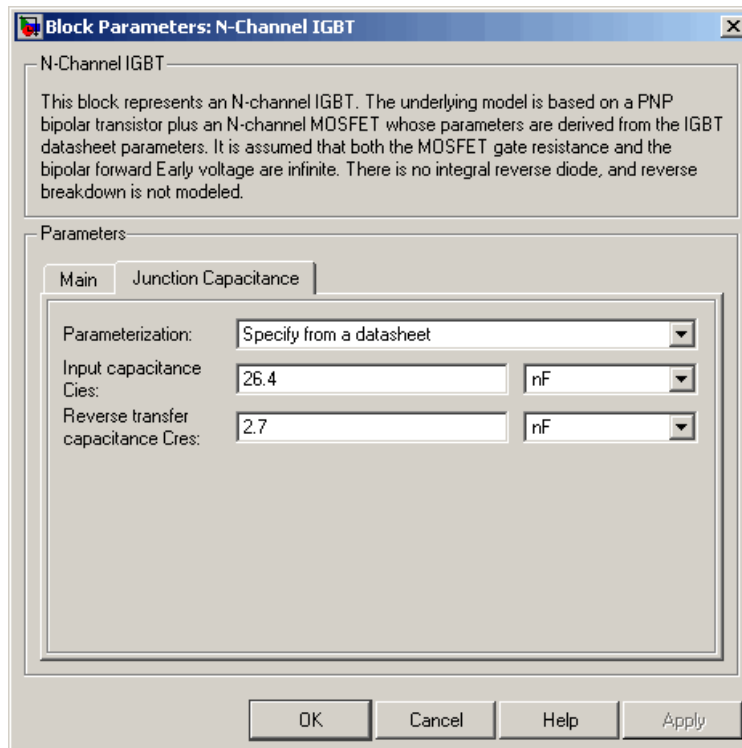 Block Parameters: N-Channel IGBT
N-Channel IGBT
This block represents an N-channel IGBT. The underlying model is based on a PNP
bipolar transistor plus an N-channel MOSFET whose parameters are derived from the IGBT
datasheet parameters. It is assumed that both the MOSFET gate resistance and the
bipolar forward Early voltage are infinite. There is no integral reverse diode, and reverse
breakdown is not modeled.
Parameters
Main Junction Capacitance
Parameterization: Specify from a datasheet
Input capacitance
Cies: 26.4 nF
Reverse transfer
capacitance Cres: 2.7 nF
OK Cancel Help Apply